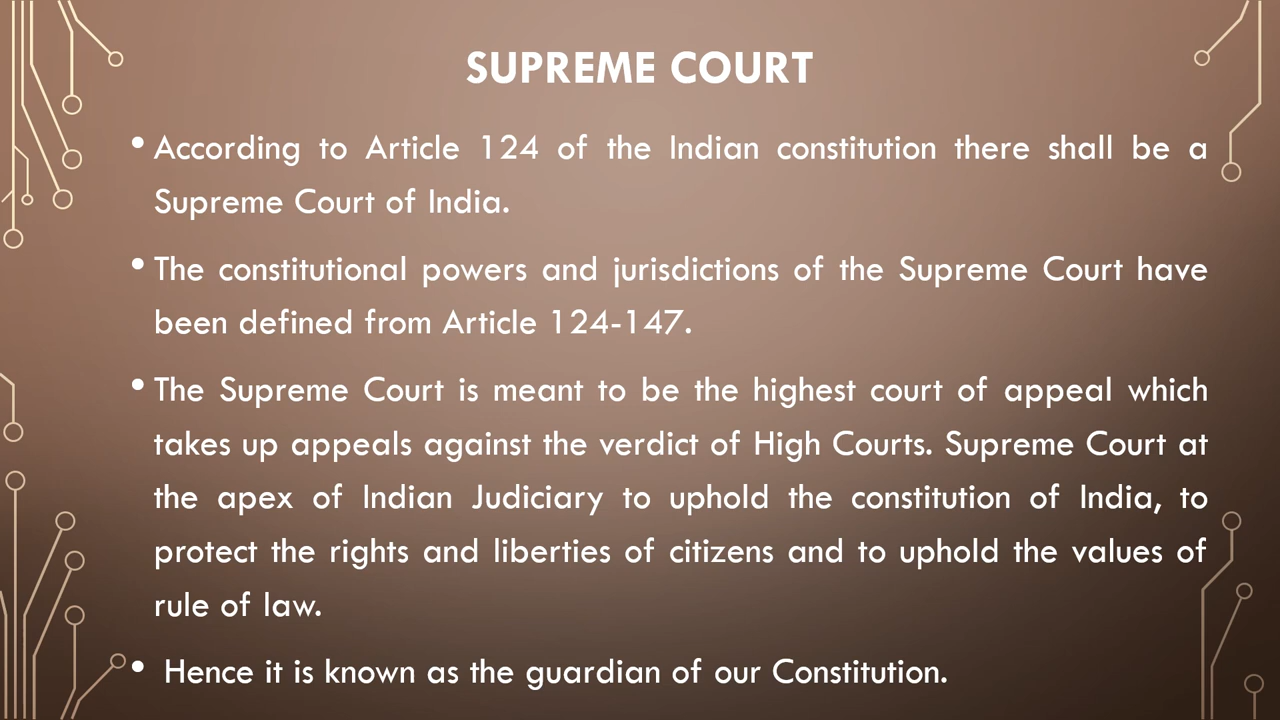 SUPREME COURT
• According to Article 124 of the Indian constitution there shall be a
Supreme Court of India.
• The constitutional powers and jurisdictions of the Supreme Court have
been defined from Article 124-147.
• The Supreme Court is meant to be the highest court of appeal which
takes up appeals against the verdict of High Courts. Supreme Court at
the apex of Indian Judiciary to uphold the constitution of India, to
protect the rights and liberties of citizens and to uphold the values of
rule of law.
• Hence it is known as the guardian of our Constitution.